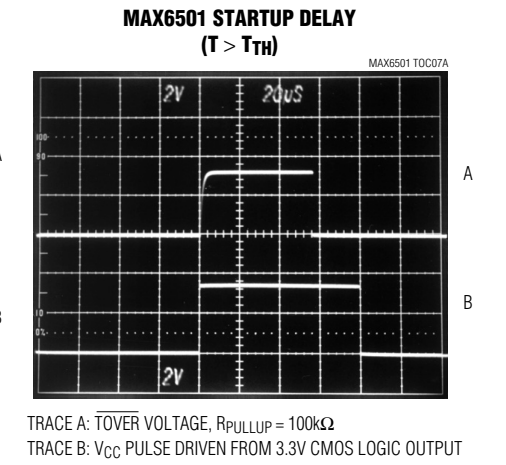 MAX6501 STARTUP DELAY
(T > TTH)
MAX6501 TOC07A
2V 20µS
100
90
A
B
10
0%
2V
TRACE A: T̅O̅V̅E̅R̅ VOLTAGE, RPULLUP = 100kΩ
TRACE B: VCC PULSE DRIVEN FROM 3.3V CMOS LOGIC OUTPUT